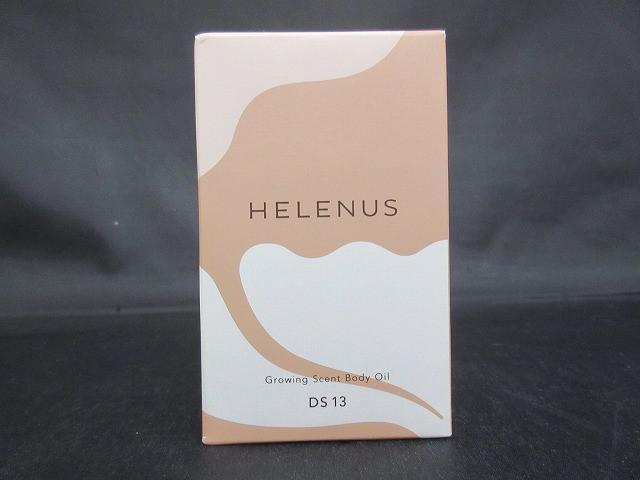 HELENUS
Growing Scent Body Oil
DS 13